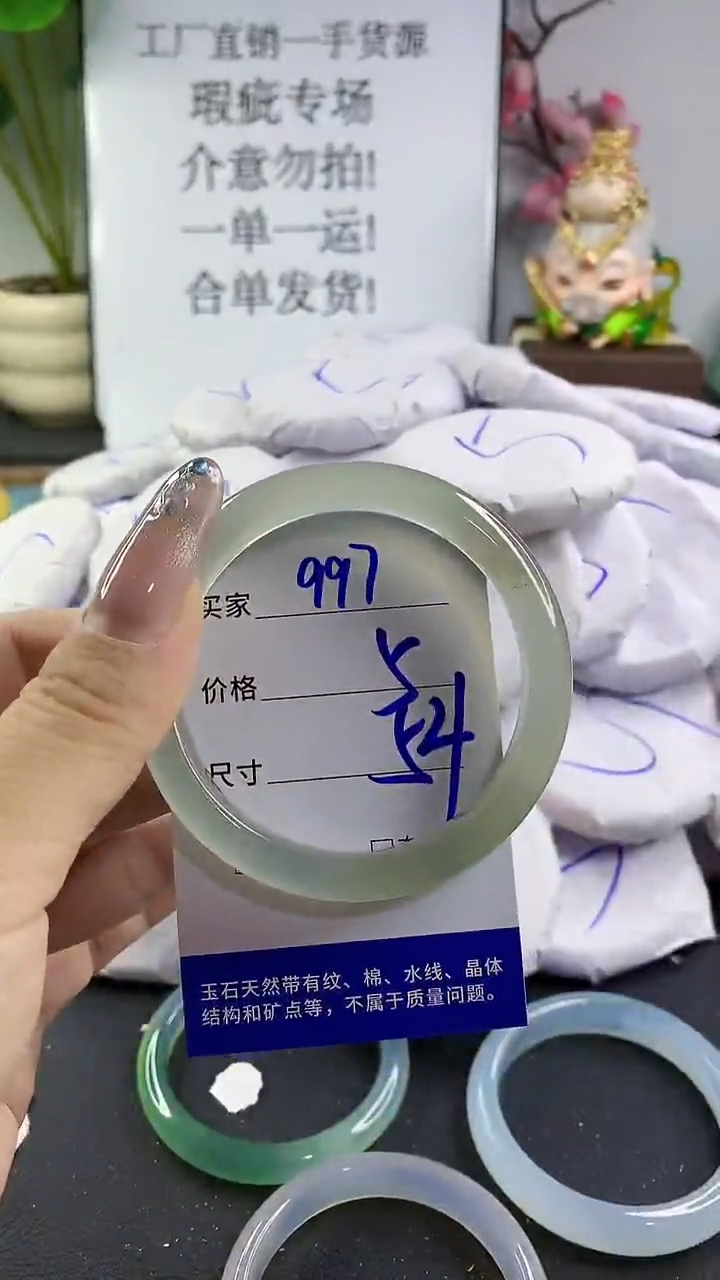 工厂直销一手货源
瑕疵专场
介意勿拍!
一单一运!
合单发货!
买家 997
价格
尺寸 54
玉石天然带有纹、棉、水线、晶体
结构和矿点等，不属于质量问题。